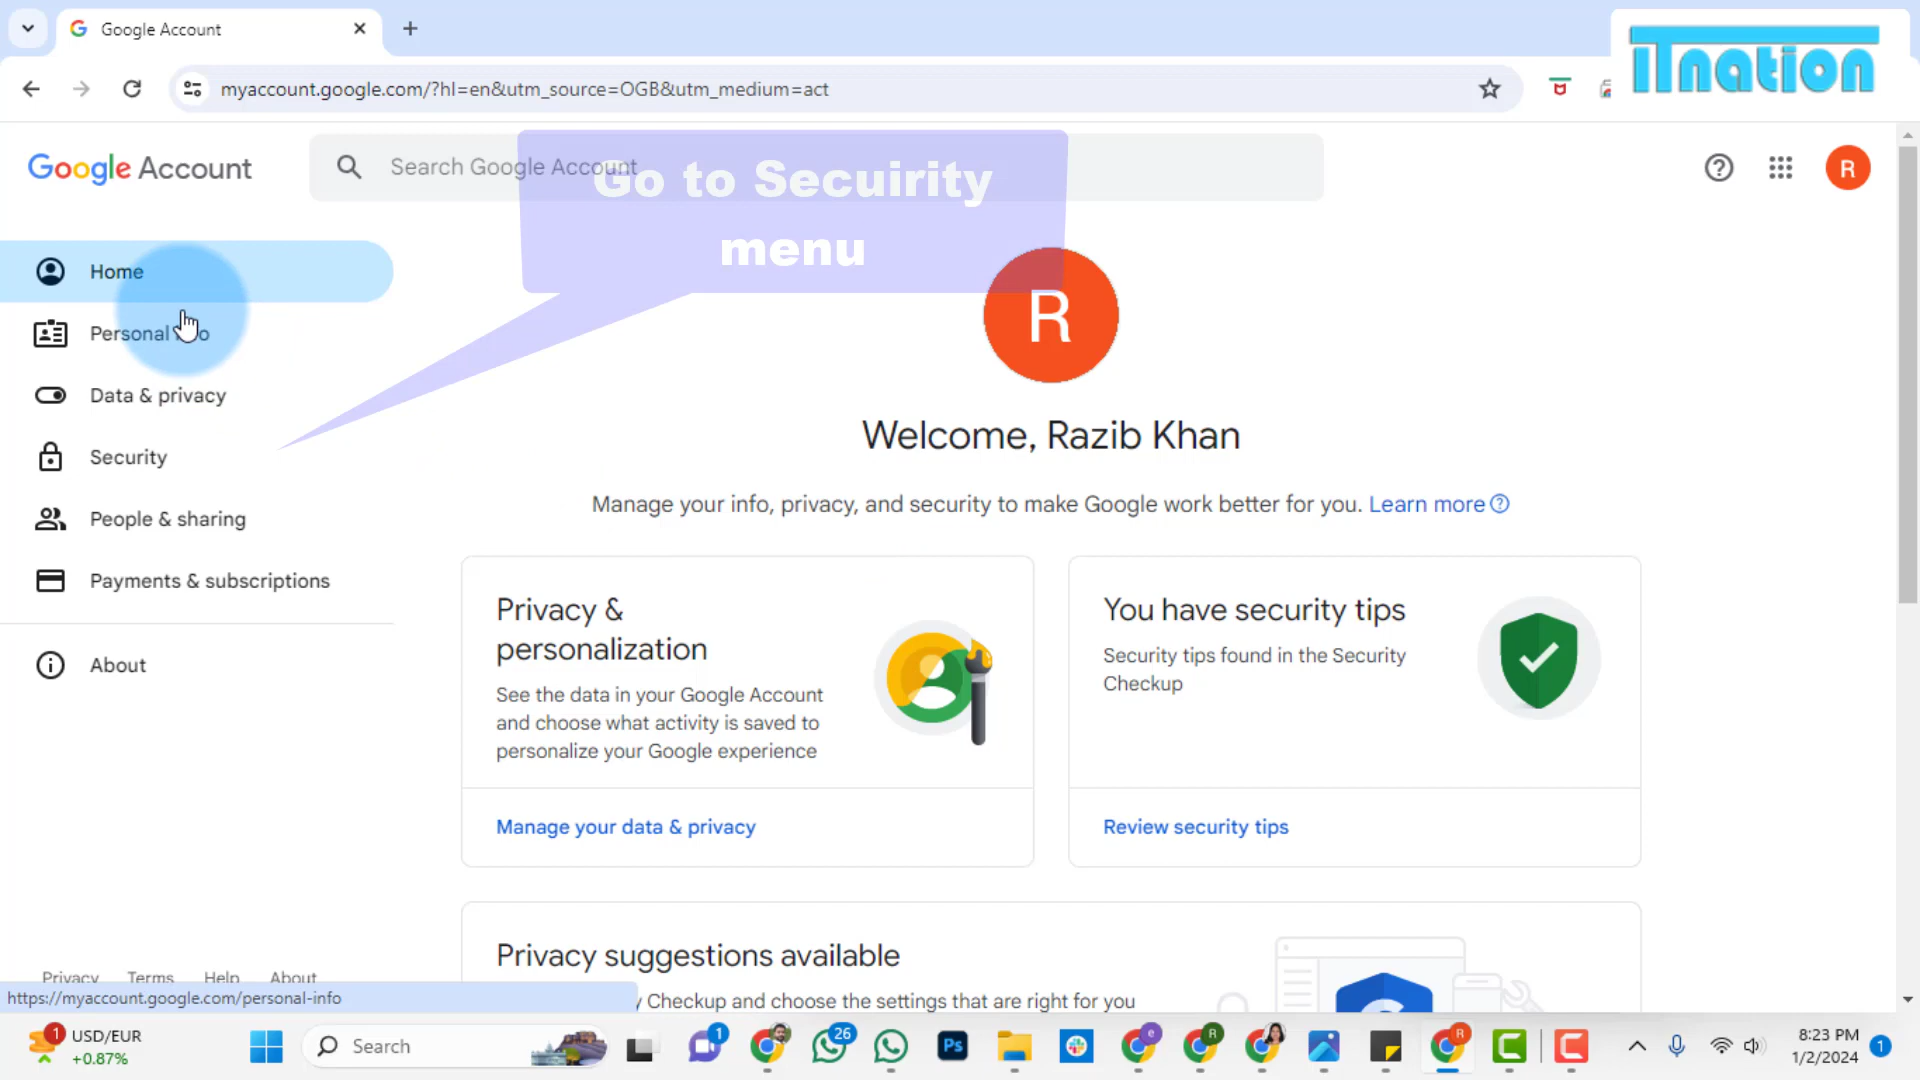 Google Account
myaccount.google.com/?hl=en&utm_source=OGB&utm_medium=act
ITnation
Google Account
Search Google Account
R
Go to Secuirity
menu
Home
Personal
Data & privacy
Security
People & sharing
Payments & subscriptions
About
R
Welcome, Razib Khan
Manage your info, privacy, and security to make Google work better for you. Learn more
Privacy &
personalization
See the data in your Google Account
and choose what activity is saved to
personalize your Google experience
Manage your data & privacy
You have security tips
Security tips found in the Security
Checkup
Review security tips
Privacy suggestions available
y Checkup and choose the settings that are right for you
Privacy Terms Help About
https://myaccount.google.com/personal-info
1
USD/EUR
+0.87%
Search
1
26
Ps
e
R
R
8:23 PM
1/2/2024
1